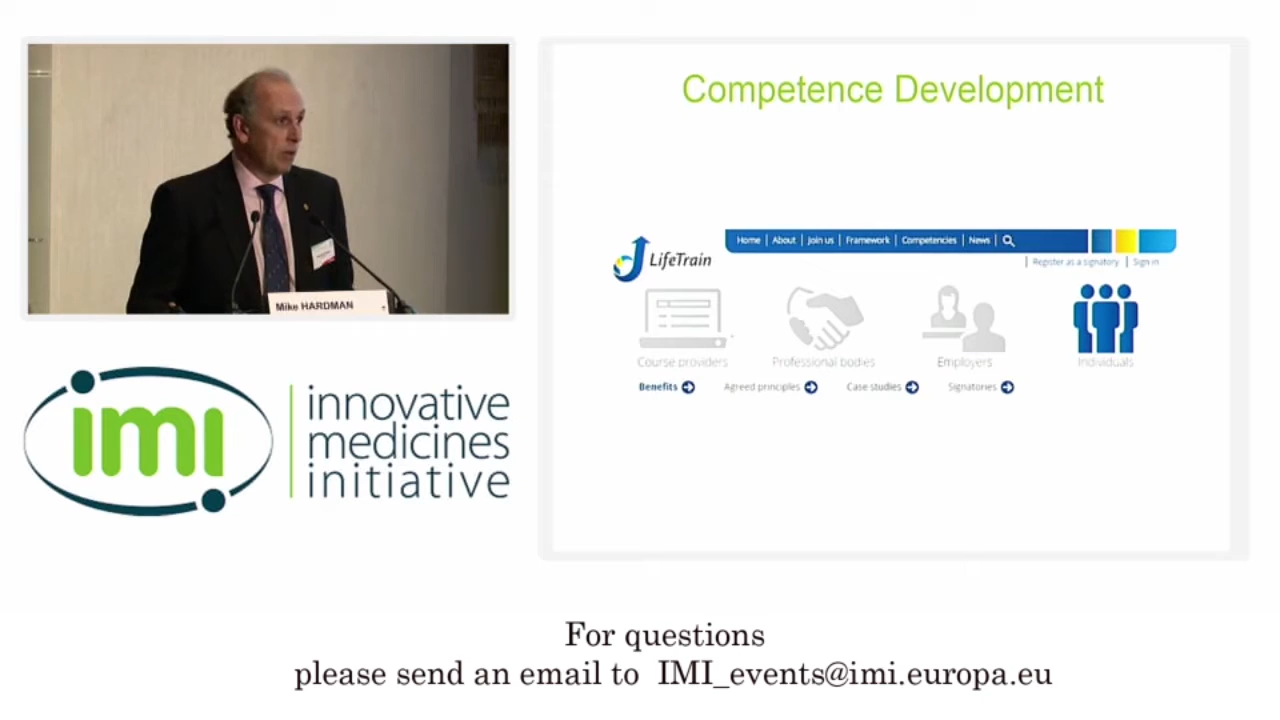 Mike HARDMAN
imi
innovative
medicines
initiative
Competence Development
LifeTrain
Home | About | Join us | Framework | Competencies | News |
| Register as a signatory | Sign in
Course providers
Professional bodies
Employers
Individuals
Benefits
Agreed principles
Case studies
Signatories
For questions
please send an email to IMI_events@imi.europa.eu